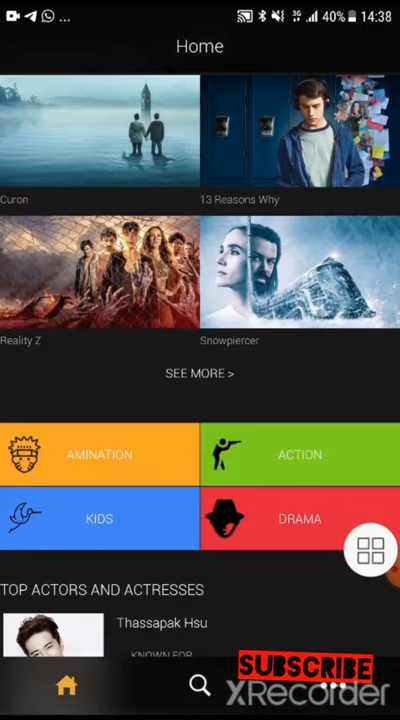 ... 3G 40% 14:38
Home
Curon
13 Reasons Why
Reality Z
Snowpiercer
SEE MORE >
AMINATION
ACTION
KIDS
DRAMA
TOP ACTORS AND ACTRESSES
Thassapak Hsu
KNOWN FOR
SUBSCRIBE
XRecorder